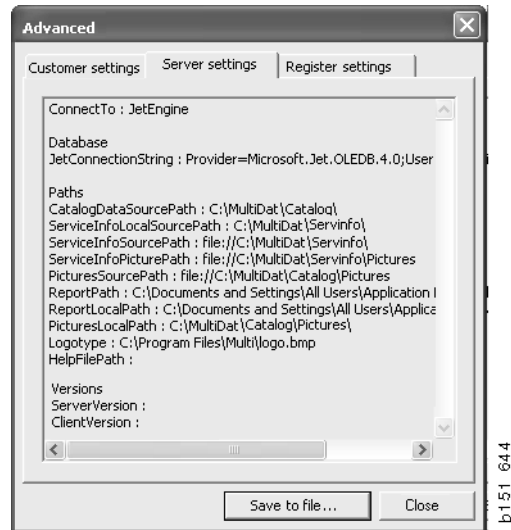 Advanced
Customer settings
Server settings
Register settings
ConnectTo : JetEngine
Database
JetConnectionString : Provider=Microsoft.Jet.OLEDB.4.0;User
Paths
CatalogDataSourcePath : C:\MultiDat\Catalog\
ServiceInfoLocalSourcePath : C:\MultiDat\Servinfo\
ServiceInfoSourcePath : file://C:\MultiDat\Servinfo\
ServiceInfoPicturePath : file://C:\MultiDat\Servinfo\Pictures
PicturesSourcePath : file://C:\MultiDat\Catalog\Pictures
ReportPath : C:\Documents and Settings\All Users\Application
ReportLocalPath : C:\Documents and Settings\All Users\Applica
PicturesLocalPath : C:\MultiDat\Catalog\Pictures\
Logotype : C:\Program Files\Multi\logo.bmp
HelpFilePath :
Versions
ServerVersion :
ClientVersion :
Save to file...
Close
b151 644